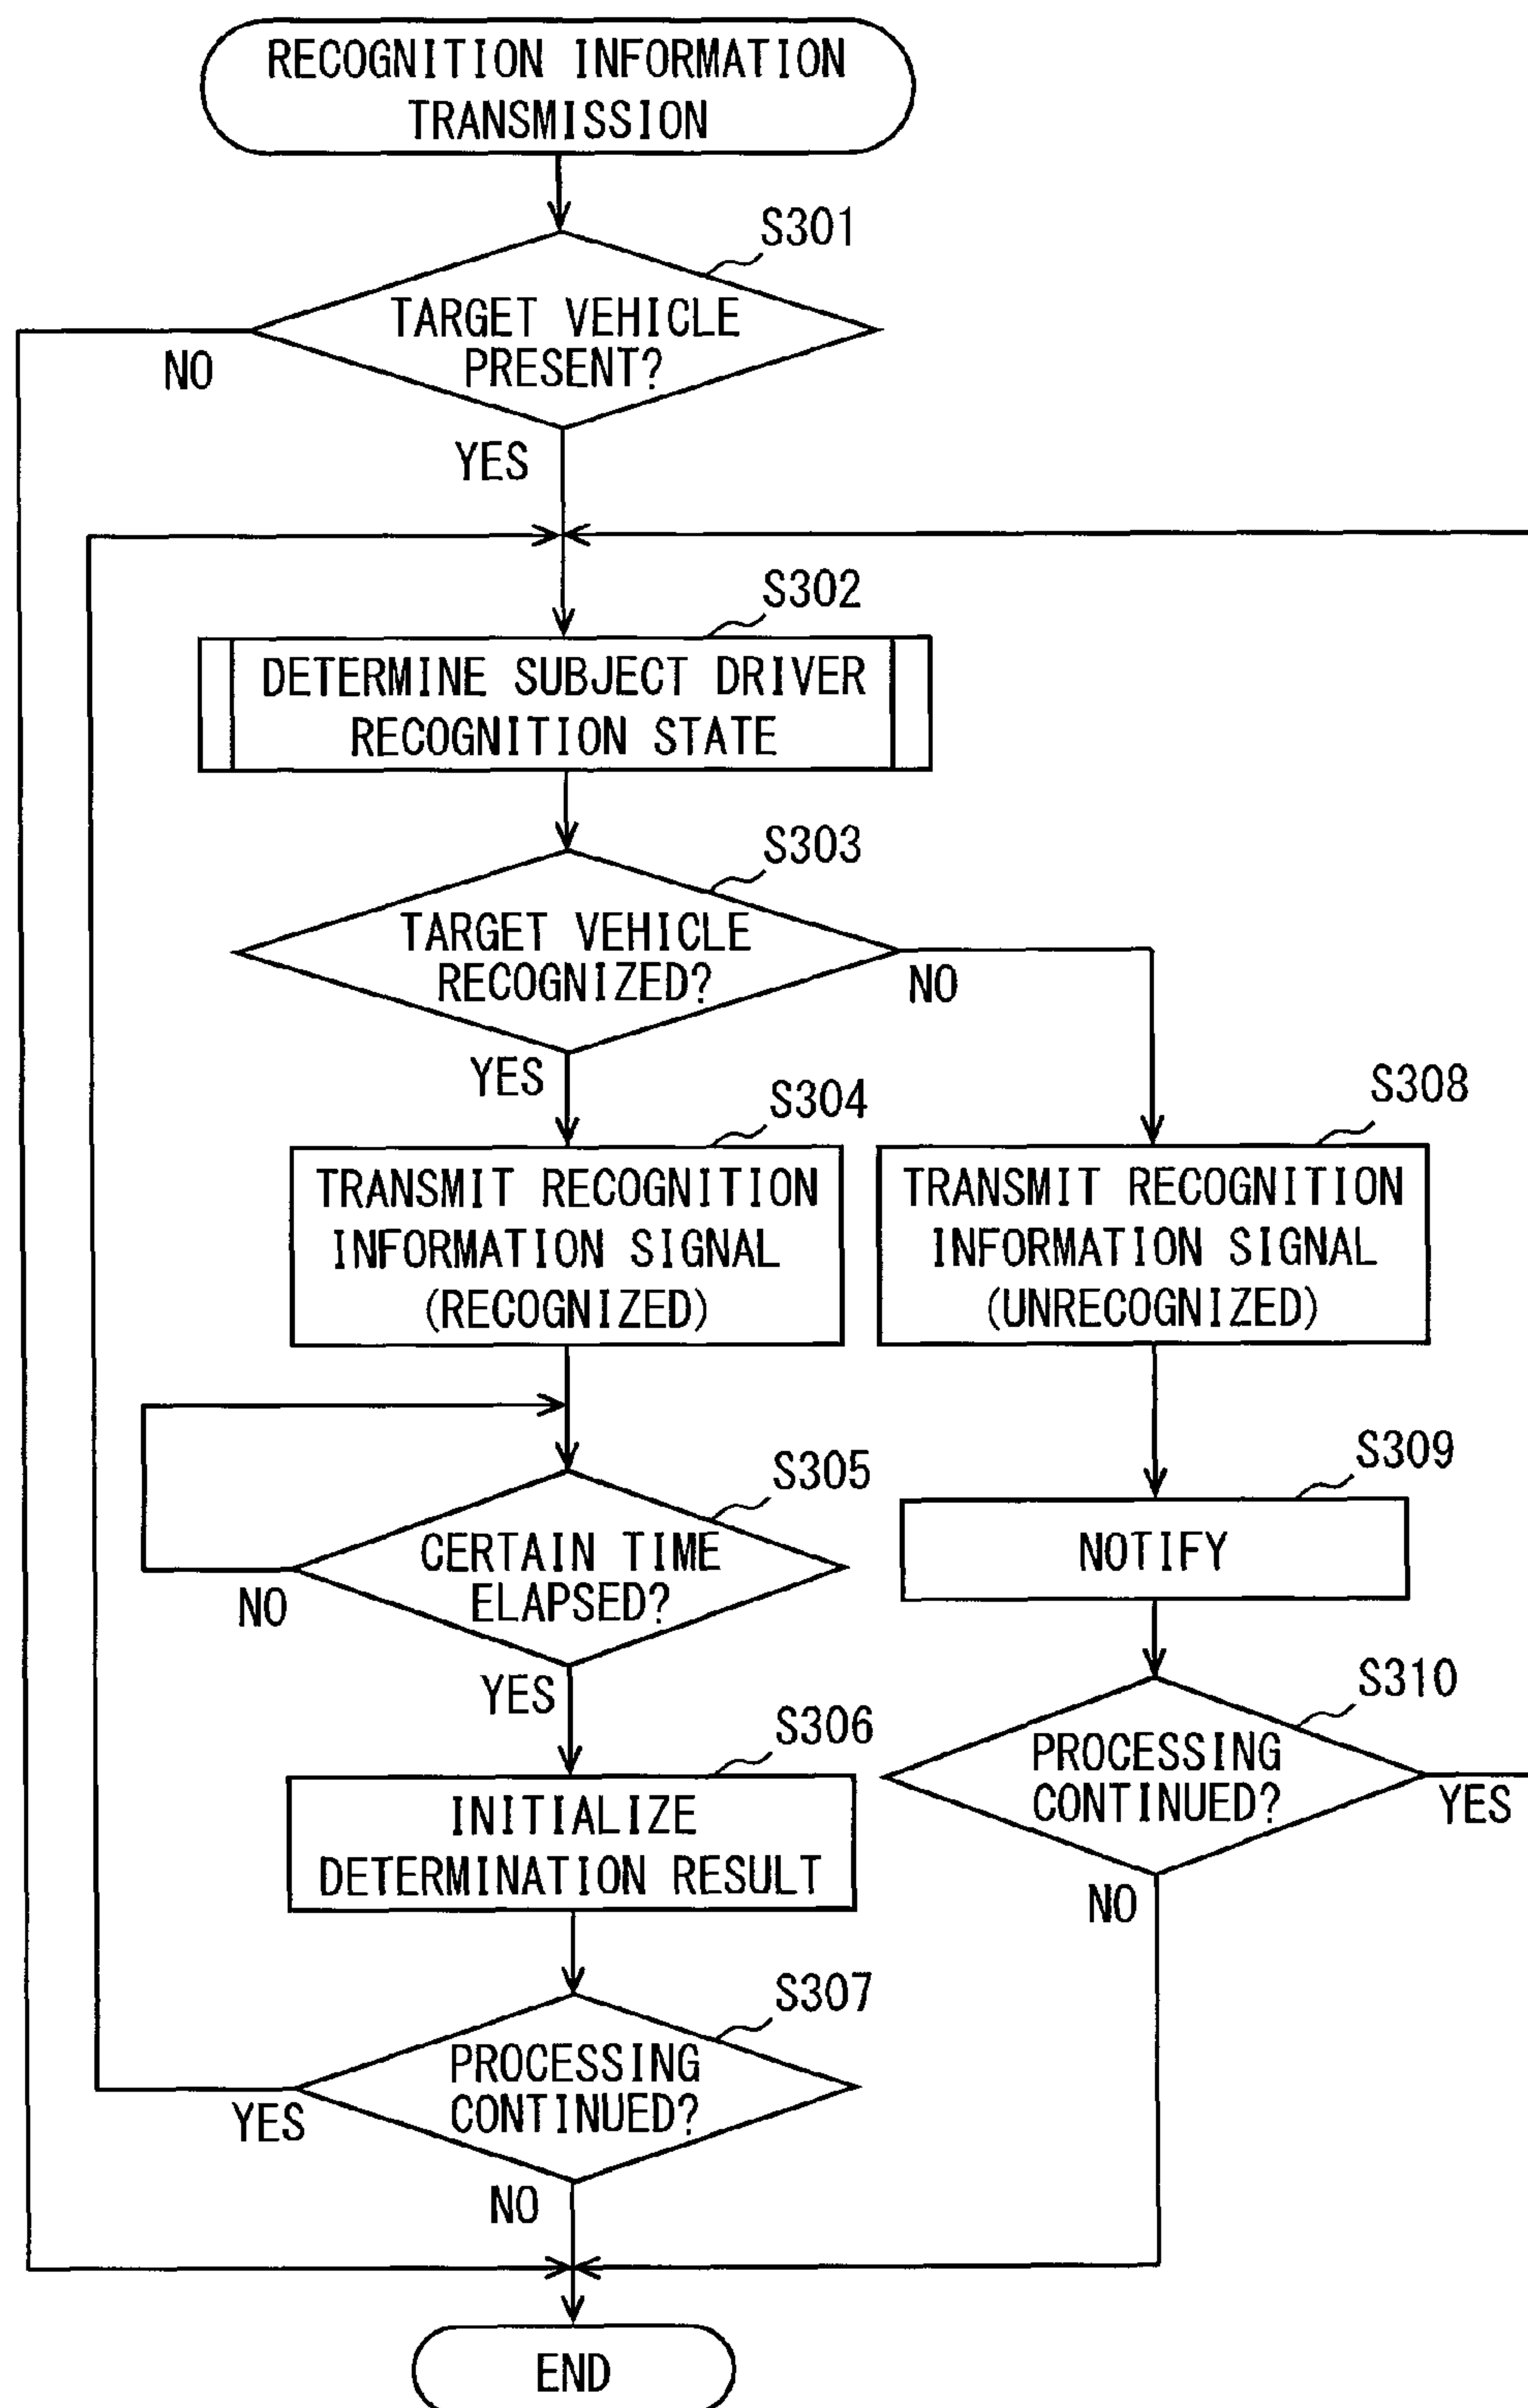 RECOGNITION INFORMATION
TRANSMISSION
S301
TARGET VEHICLE
PRESENT?
NO
YES
S302
DETERMINE SUBJECT DRIVER
RECOGNITION STATE
S303
TARGET VEHICLE
RECOGNIZED?
NO
YES
S304
TRANSMIT RECOGNITION
INFORMATION SIGNAL
(RECOGNIZED)
S308
TRANSMIT RECOGNITION
INFORMATION SIGNAL
(UNRECOGNIZED)
S305
CERTAIN TIME
ELAPSED?
NO
YES
S309
NOTIFY
S306
INITIALIZE
DETERMINATION RESULT
S310
PROCESSING
CONTINUED?
YES
NO
S307
PROCESSING
CONTINUED?
YES
NO
END